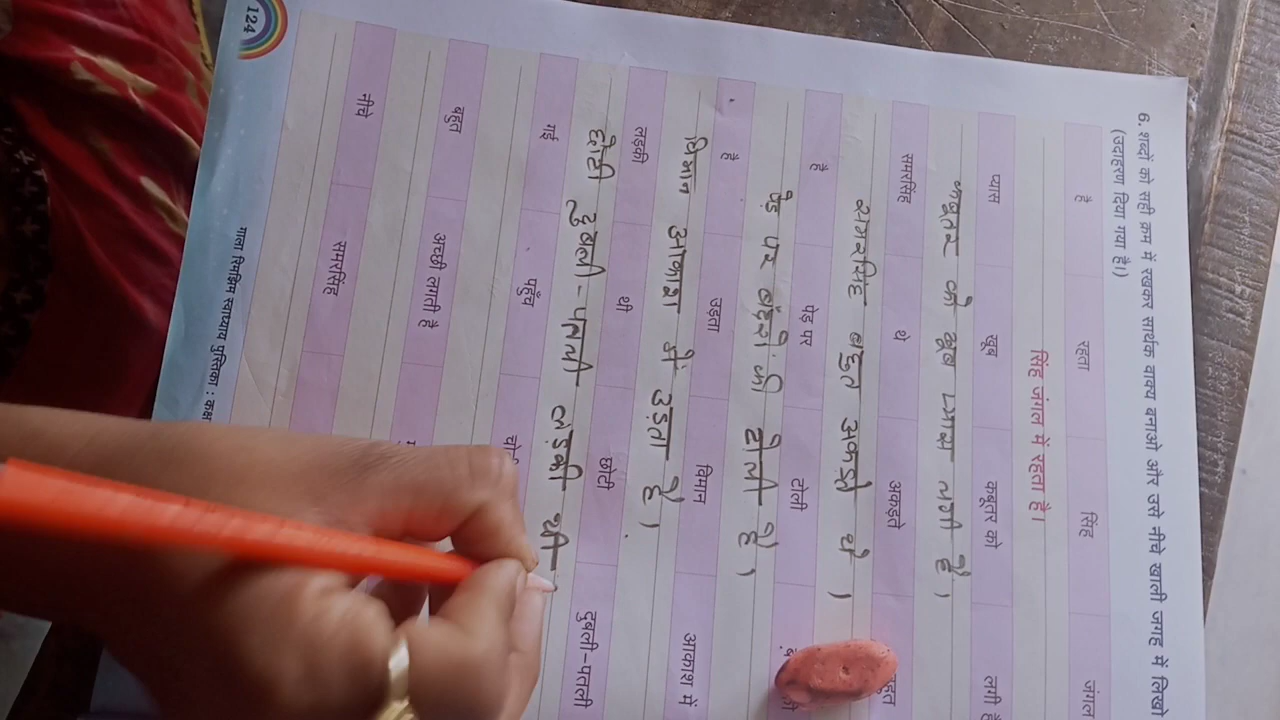 6. शब्दों को सही क्रम में रखकर सार्थक वाक्य बनाओ और उसे नीचे खाली जगह में लिखो
(उदाहरण दिया गया है।)
है रहता सिंह जंगल
सिंह जंगल में रहता है।
प्यास खूब कबूतर को लगी है
कबूतर को खूब प्यास लगी है।
समरसिंह थे अकड़ते बहुत
समरसिंह बहुत अकड़ते थे।
है पेड़ पर टोली
पेड़ पर बंदरों की टोली है।
है उड़ता विमान आकाश में
विमान आकाश में उड़ता है।
लड़की थी छोटी दुबली-पतली
छोटी दुबली-पतली लड़की थी
गई पहुँच
बहुत अच्छी लगती है
नीचे समरसिंह
124